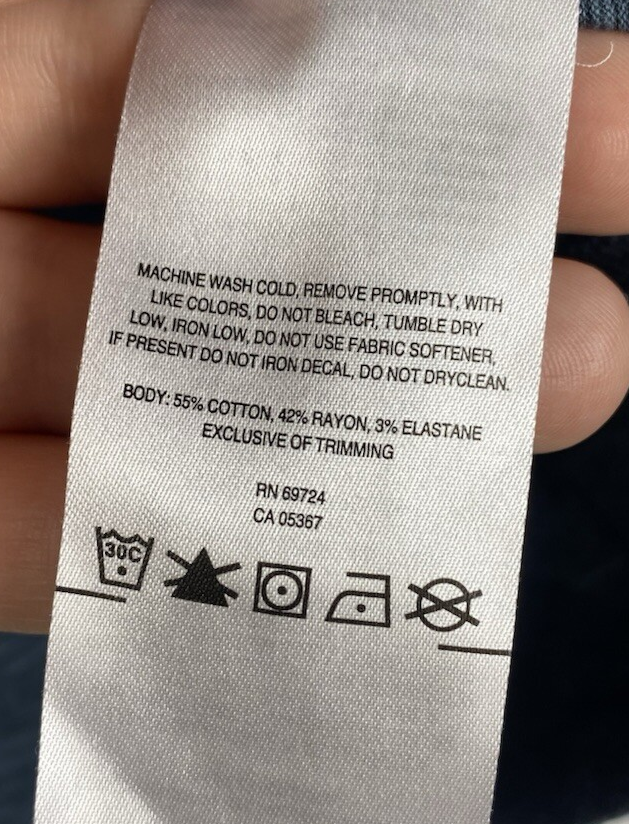 MACHINE WASH COLD, REMOVE PROMPTLY, WITH
LIKE COLORS, DO NOT BLEACH, TUMBLE DRY
LOW, IRON LOW, DO NOT USE FABRIC SOFTENER,
IF PRESENT DO NOT IRON DECAL, DO NOT DRYCLEAN.
BODY: 55% COTTON, 42% RAYON, 3% ELASTANE
EXCLUSIVE OF TRIMMING
RN 69724
CA 05367
30C